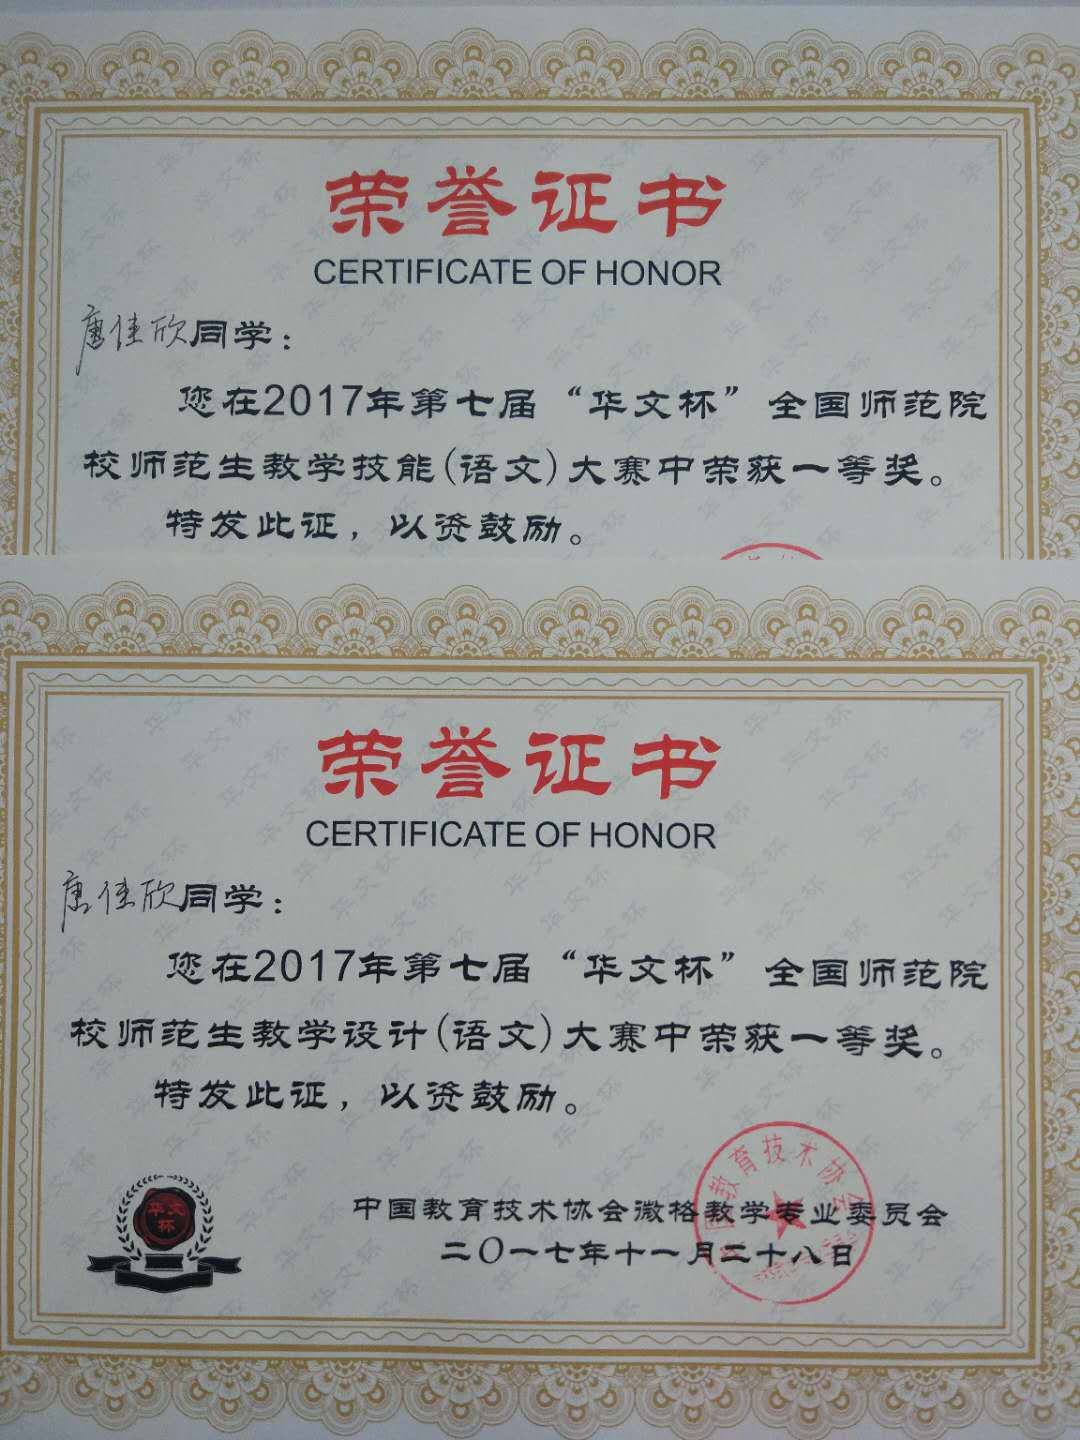 荣誉证书
CERTIFICATE OF HONOR
唐佳欣同学：
您在2017年第七届“华文杯”全国师范院
校师范生教学技能(语文)大赛中荣获一等奖。
特发此证，以资鼓励。
荣誉证书
CERTIFICATE OF HONOR
唐佳欣同学：
您在2017年第七届“华文杯”全国师范院
校师范生教学设计(语文)大赛中荣获一等奖。
特发此证，以资鼓励。
华文
杯
中国教育技术协会微格教学专业委员会
二〇一七年十一月二十八日